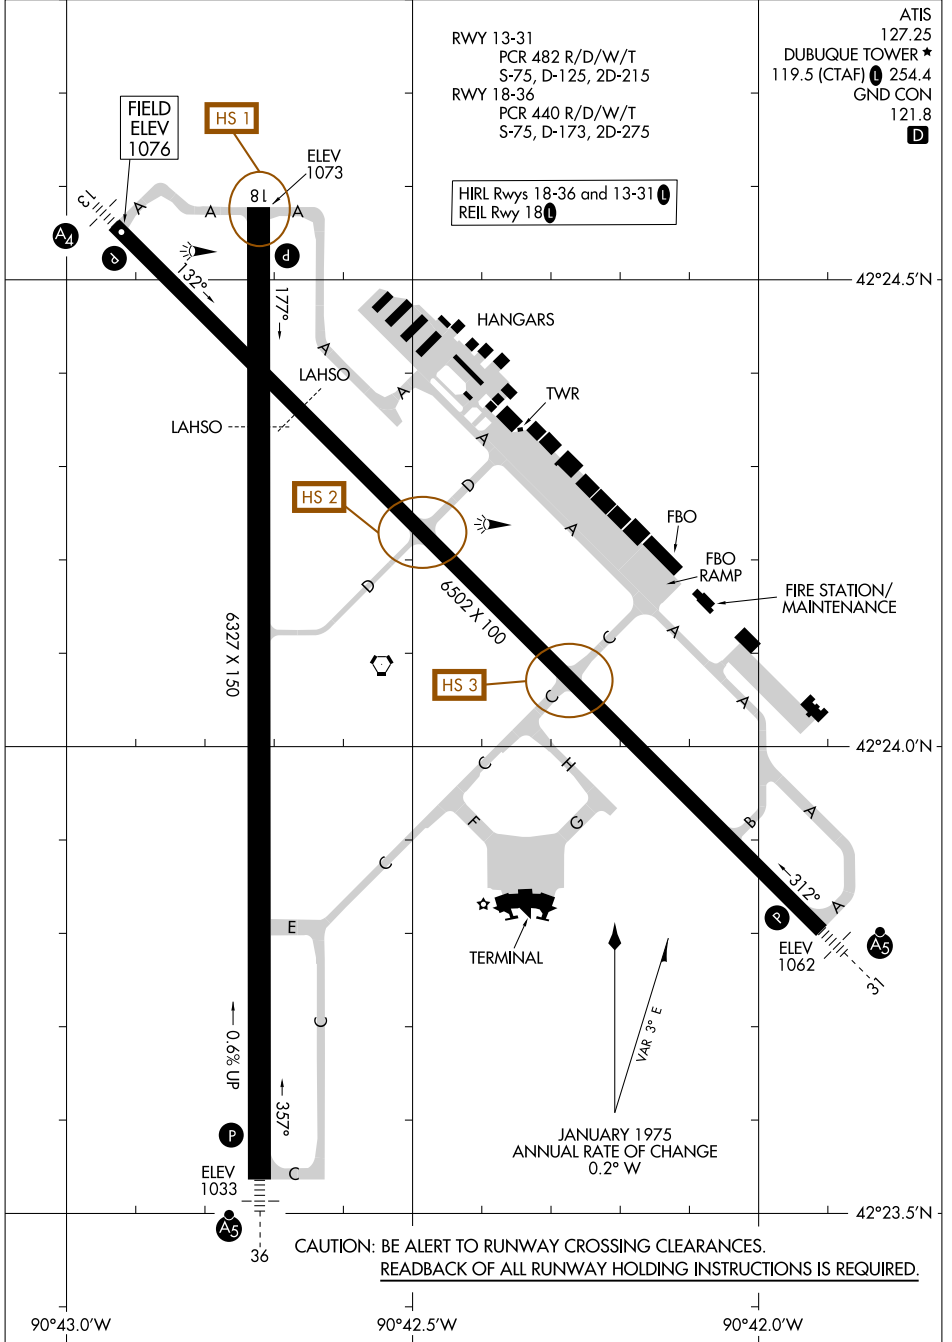 RWY 13-31
PCR 482 R/D/W/T
S-75, D-125, 2D-215
RWY 18-36
PCR 440 R/D/W/T
S-75, D-173, 2D-275
ATIS
127.25
DUBUQUE TOWER ★
119.5 (CTAF) L 254.4
GND CON
121.8
D
HIRL Rwys 18-36 and 13-31 L
REIL Rwy 18 L
FIELD
ELEV
1076
HS 1
ELEV
1073
13
A
A
18
A
A4
P
P
132°
177°
42°24.5'N
HANGARS
A
LAHSO
A
TWR
LAHSO
A
D
HS 2
A
FBO
FBO
RAMP
D
6502 X 100
FIRE STATION/
MAINTENANCE
6327 X 150
C
A
HS 3
C
A
42°24.0'N
C
H
A
F
G
B
C
312°
A
P
E
A5
TERMINAL
ELEV
1062
31
C
VAR 3° E
0.6% UP
357°
P
JANUARY 1975
ANNUAL RATE OF CHANGE
0.2° W
ELEV
1033
C
A5
42°23.5'N
36
CAUTION: BE ALERT TO RUNWAY CROSSING CLEARANCES.
READBACK OF ALL RUNWAY HOLDING INSTRUCTIONS IS REQUIRED.
90°43.0'W
90°42.5'W
90°42.0'W